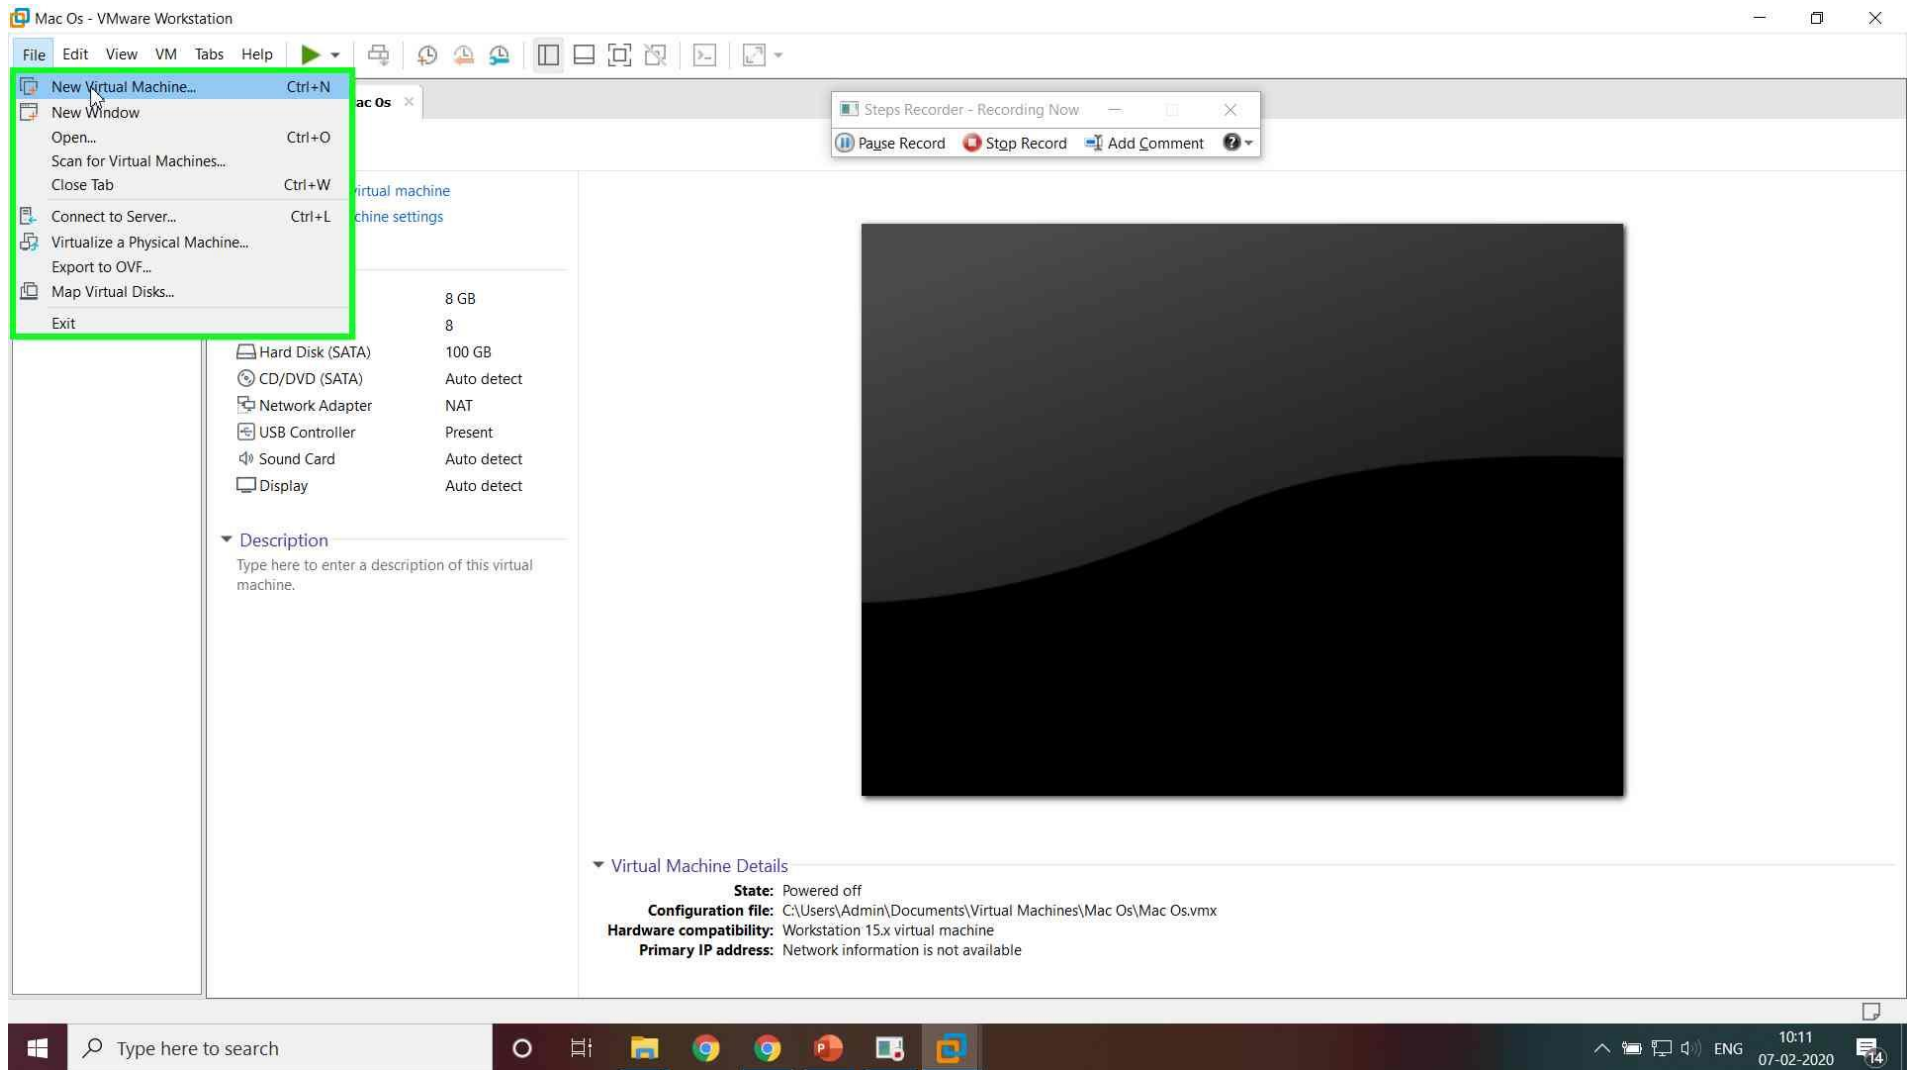 Mac Os - VMware Workstation
File Edit View VM Tabs Help
New Virtual Machine... Ctrl+N
New Window
Open... Ctrl+O
Scan for Virtual Machines...
Close Tab Ctrl+W
Connect to Server... Ctrl+L
Virtualize a Physical Machine...
Export to OVF...
Map Virtual Disks...
Exit
ac Os
Steps Recorder - Recording Now
Pause Record Stop Record Add Comment
virtual machine
chine settings
8 GB
8
Hard Disk (SATA) 100 GB
CD/DVD (SATA) Auto detect
Network Adapter NAT
USB Controller Present
Sound Card Auto detect
Display Auto detect
Description
Type here to enter a description of this virtual
machine.
Virtual Machine Details
State: Powered off
Configuration file: C:\Users\Admin\Documents\Virtual Machines\Mac Os\Mac Os.vmx
Hardware compatibility: Workstation 15.x virtual machine
Primary IP address: Network information is not available
Type here to search
ENG
10:11
07-02-2020
14